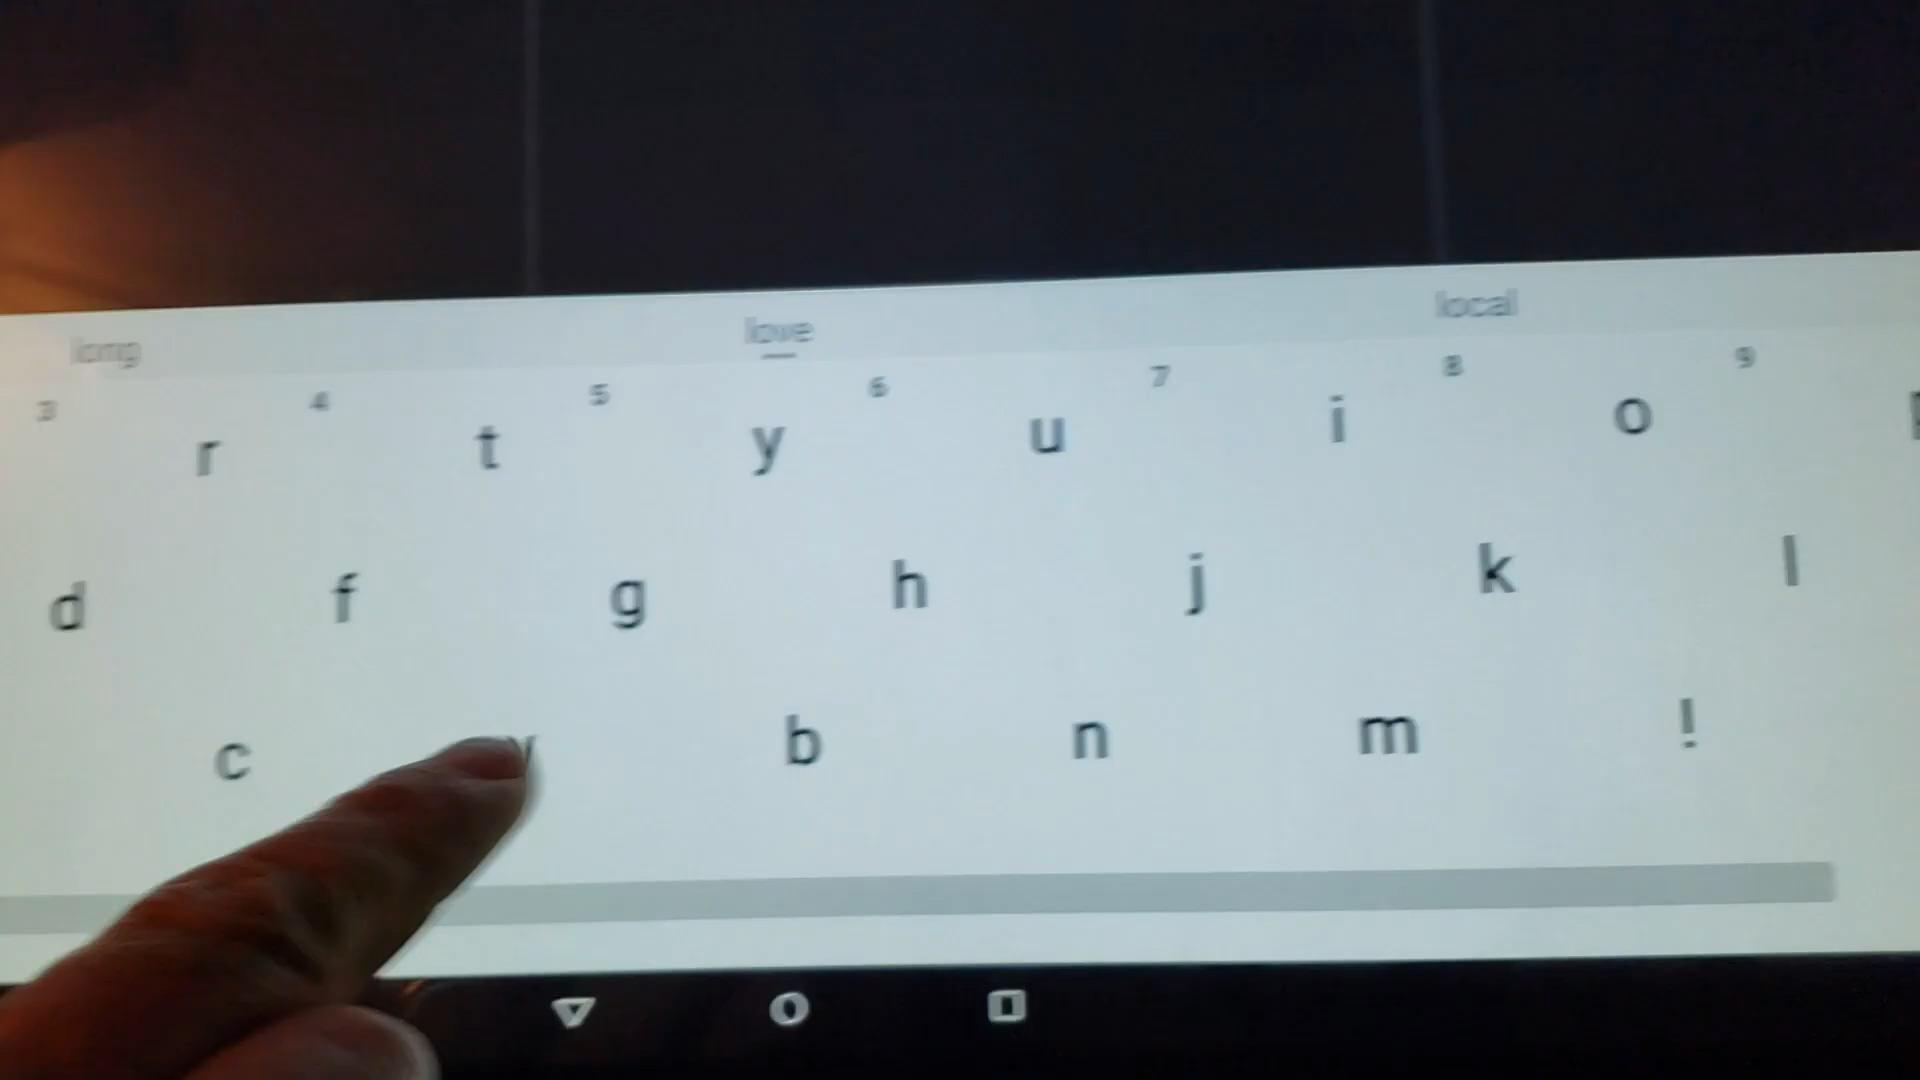 long love local
3 4 5 6 7 8 9
r t y u i o
d f g h j k l
c v b n m !